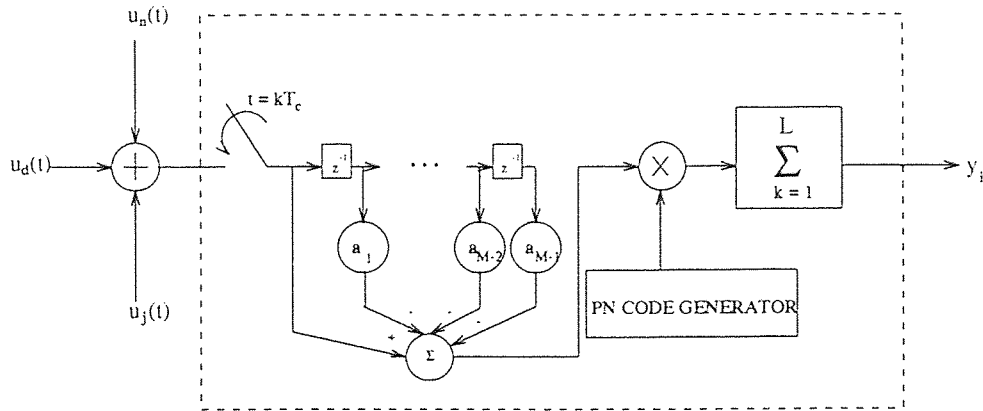 u_n(t)
t = kT_c
u_d(t)
+
z^-1
...
z^-1
X
L
Σ
k = 1
y_i
a_1
a_M-2
a_M-1
PN CODE GENERATOR
u_j(t)
+
-
-
-
Σ